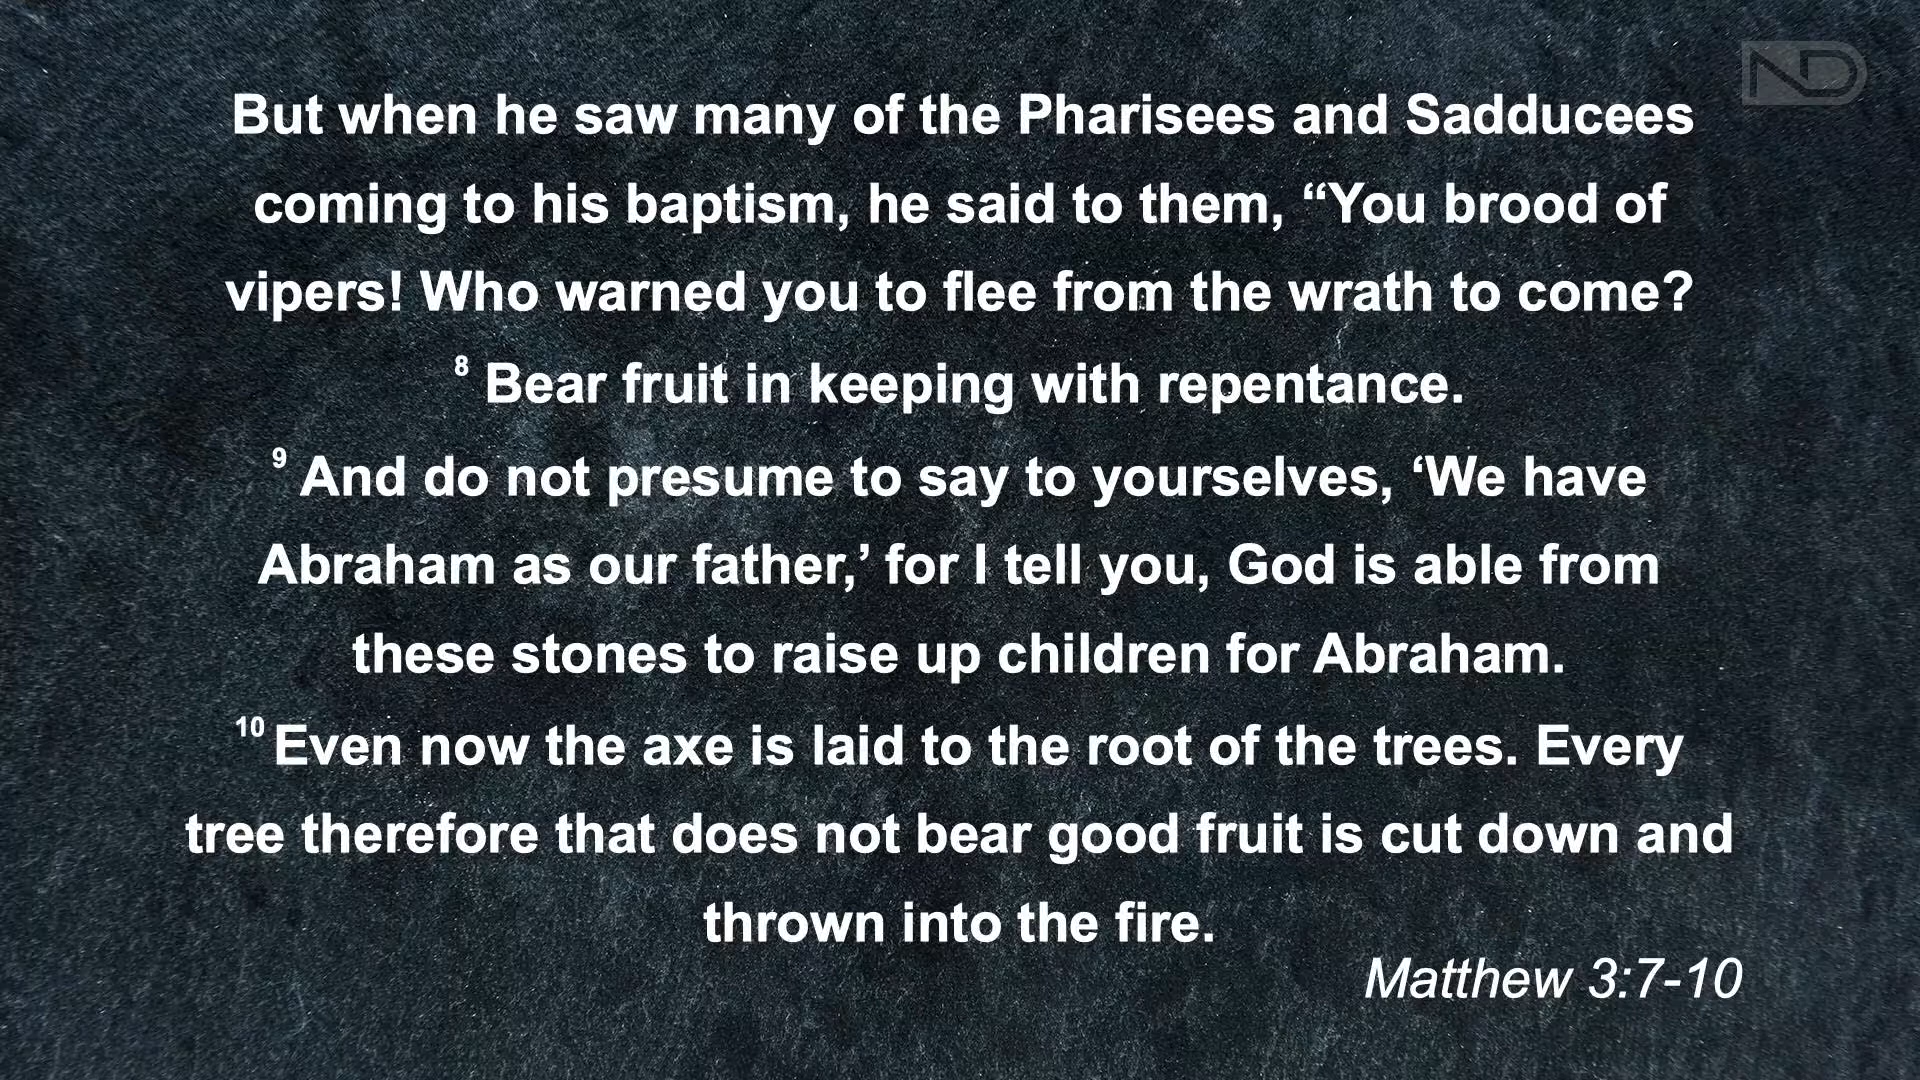 ND
But when he saw many of the Pharisees and Sadducees
coming to his baptism, he said to them, “You brood of
vipers! Who warned you to flee from the wrath to come?
8 Bear fruit in keeping with repentance.
9 And do not presume to say to yourselves, ‘We have
Abraham as our father,’ for I tell you, God is able from
these stones to raise up children for Abraham.
10 Even now the axe is laid to the root of the trees. Every
tree therefore that does not bear good fruit is cut down and
thrown into the fire.
Matthew 3:7-10